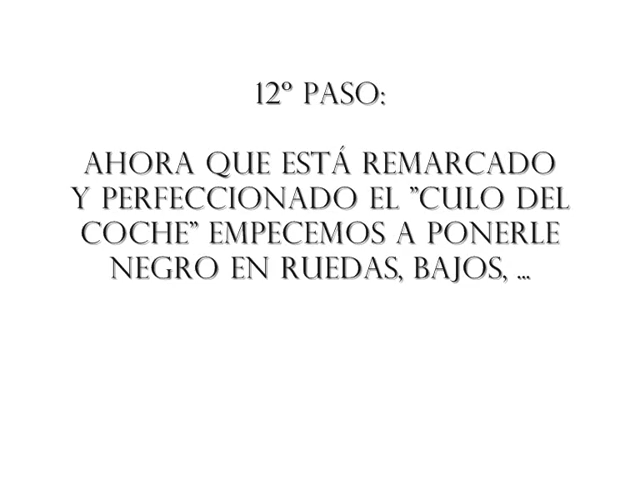 12º PASO:
AHORA QUE ESTÁ REMARCADO
Y PERFECCIONADO EL "CULO DEL
COCHE" EMPECEMOS A PONERLE
NEGRO EN RUEDAS, BAJOS, ...